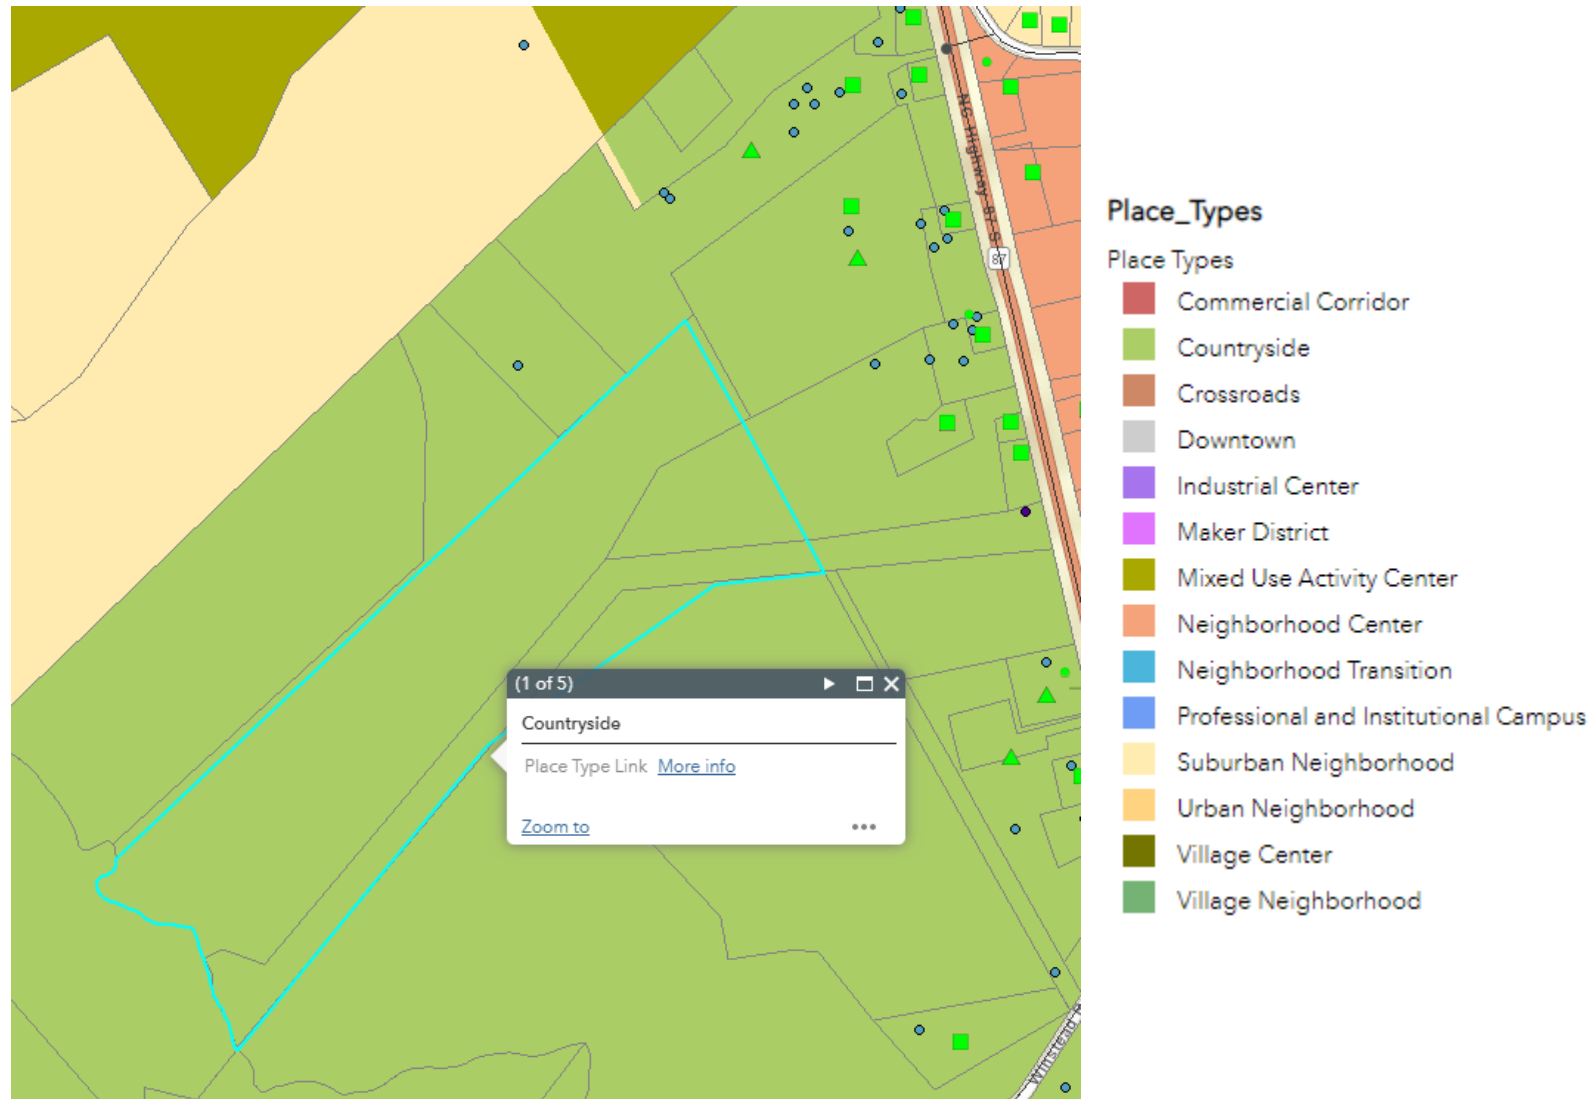 NC Highway 87 S
87
(1 of 5)
Countryside
Place Type Link More info
Zoom to
Winstead R
Place_Types
Place Types
Commercial Corridor
Countryside
Crossroads
Downtown
Industrial Center
Maker District
Mixed Use Activity Center
Neighborhood Center
Neighborhood Transition
Professional and Institutional Campus
Suburban Neighborhood
Urban Neighborhood
Village Center
Village Neighborhood